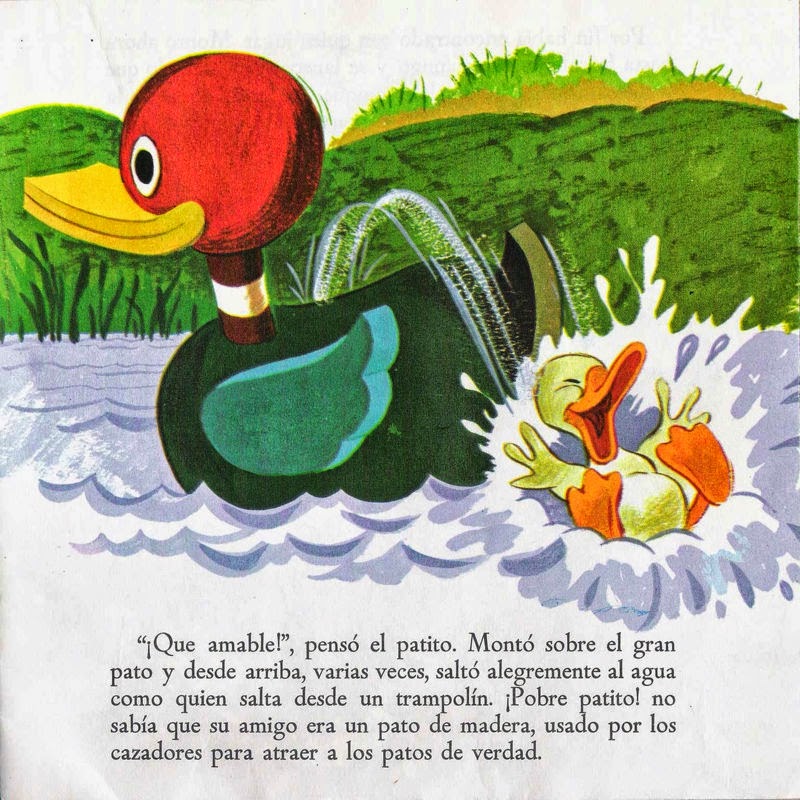 “¡Que amable!”, pensó el patito. Montó sobre el gran
pato y desde arriba, varias veces, saltó alegremente al agua
como quien salta desde un trampolín. ¡Pobre patito! no
sabía que su amigo era un pato de madera, usado por los
cazadores para atraer a los patos de verdad.